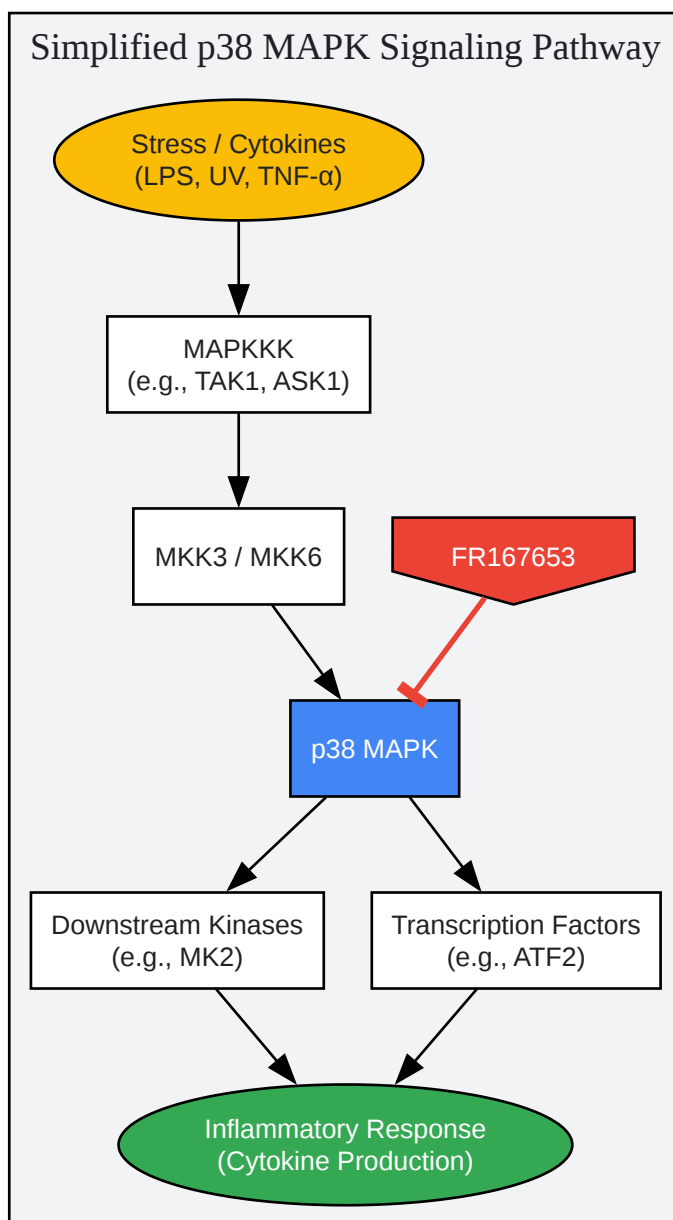 Simplified p38 MAPK Signaling Pathway
Stress / Cytokines
(LPS, UV, TNF-α)
MAPKKK
(e.g., TAK1, ASK1)
MKK3 / MKK6
FR167653
p38 MAPK
Downstream Kinases
(e.g., MK2)
Transcription Factors
(e.g., ATF2)
Inflammatory Response
(Cytokine Production)